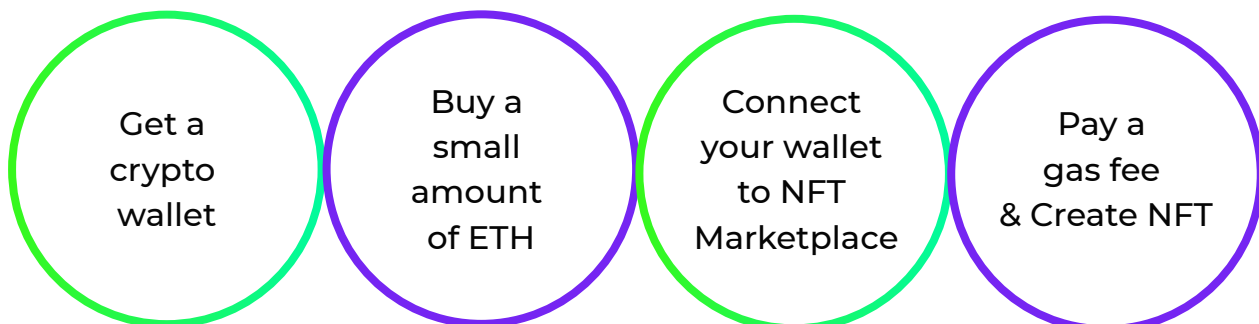 Get a
crypto
wallet
Buy a
small
amount
of ETH
Connect
your wallet
to NFT
Marketplace
Pay a
gas fee
& Create NFT